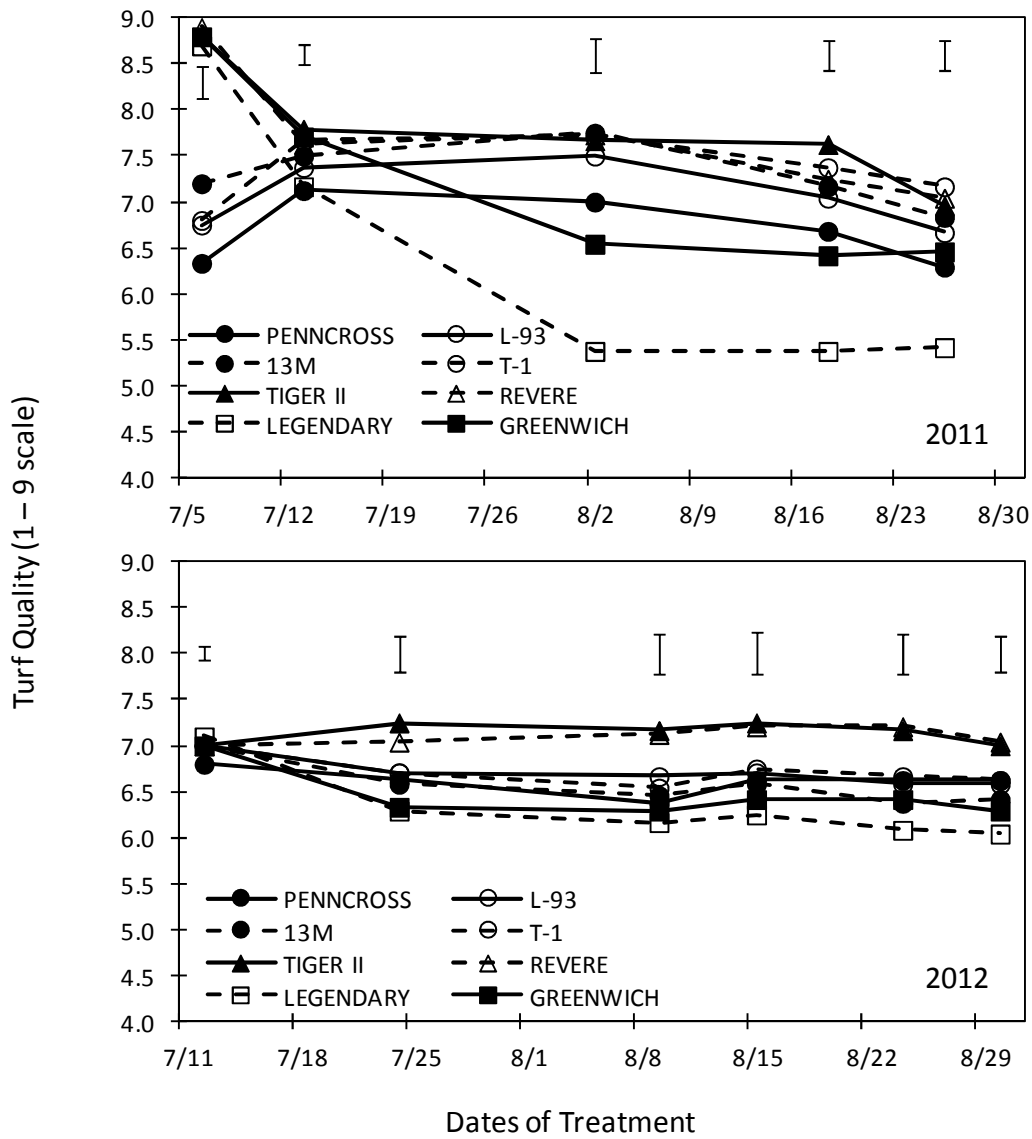 Turf Quality (1 – 9 scale)
9.0
8.5
8.0
7.5
7.0
6.5
6.0
5.5
5.0
4.5
4.0
PENNCROSS L-93
13M T-1
TIGER II REVERE
LEGENDARY GREENWICH
2011
7/5 7/12 7/19 7/26 8/2 8/9 8/16 8/23 8/30
9.0
8.5
8.0
7.5
7.0
6.5
6.0
5.5
5.0
4.5
4.0
PENNCROSS L-93
13M T-1
TIGER II REVERE
LEGENDARY GREENWICH
2012
7/11 7/18 7/25 8/1 8/8 8/15 8/22 8/29
Dates of Treatment